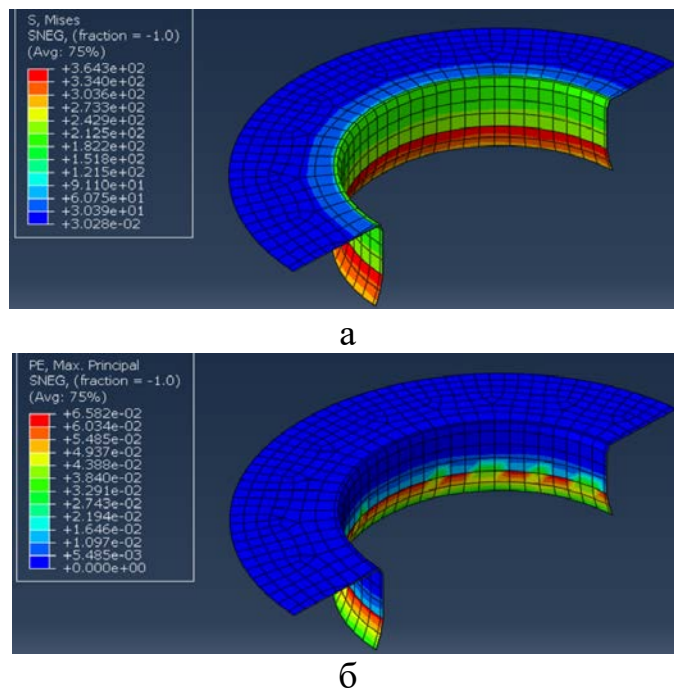 S, Mises
SNEG, (fraction = -1.0)
(Avg: 75%)
+3.643e+02
+3.340e+02
+3.036e+02
+2.733e+02
+2.429e+02
+2.125e+02
+1.822e+02
+1.518e+02
+1.215e+02
+9.110e+01
+6.075e+01
+3.039e+01
+3.028e-02
а
PE, Max. Principal
SNEG, (fraction = -1.0)
(Avg: 75%)
+6.582e-02
+6.034e-02
+5.485e-02
+4.937e-02
+4.388e-02
+3.840e-02
+3.291e-02
+2.743e-02
+2.194e-02
+1.646e-02
+1.097e-02
+5.485e-03
+0.000e+00
б